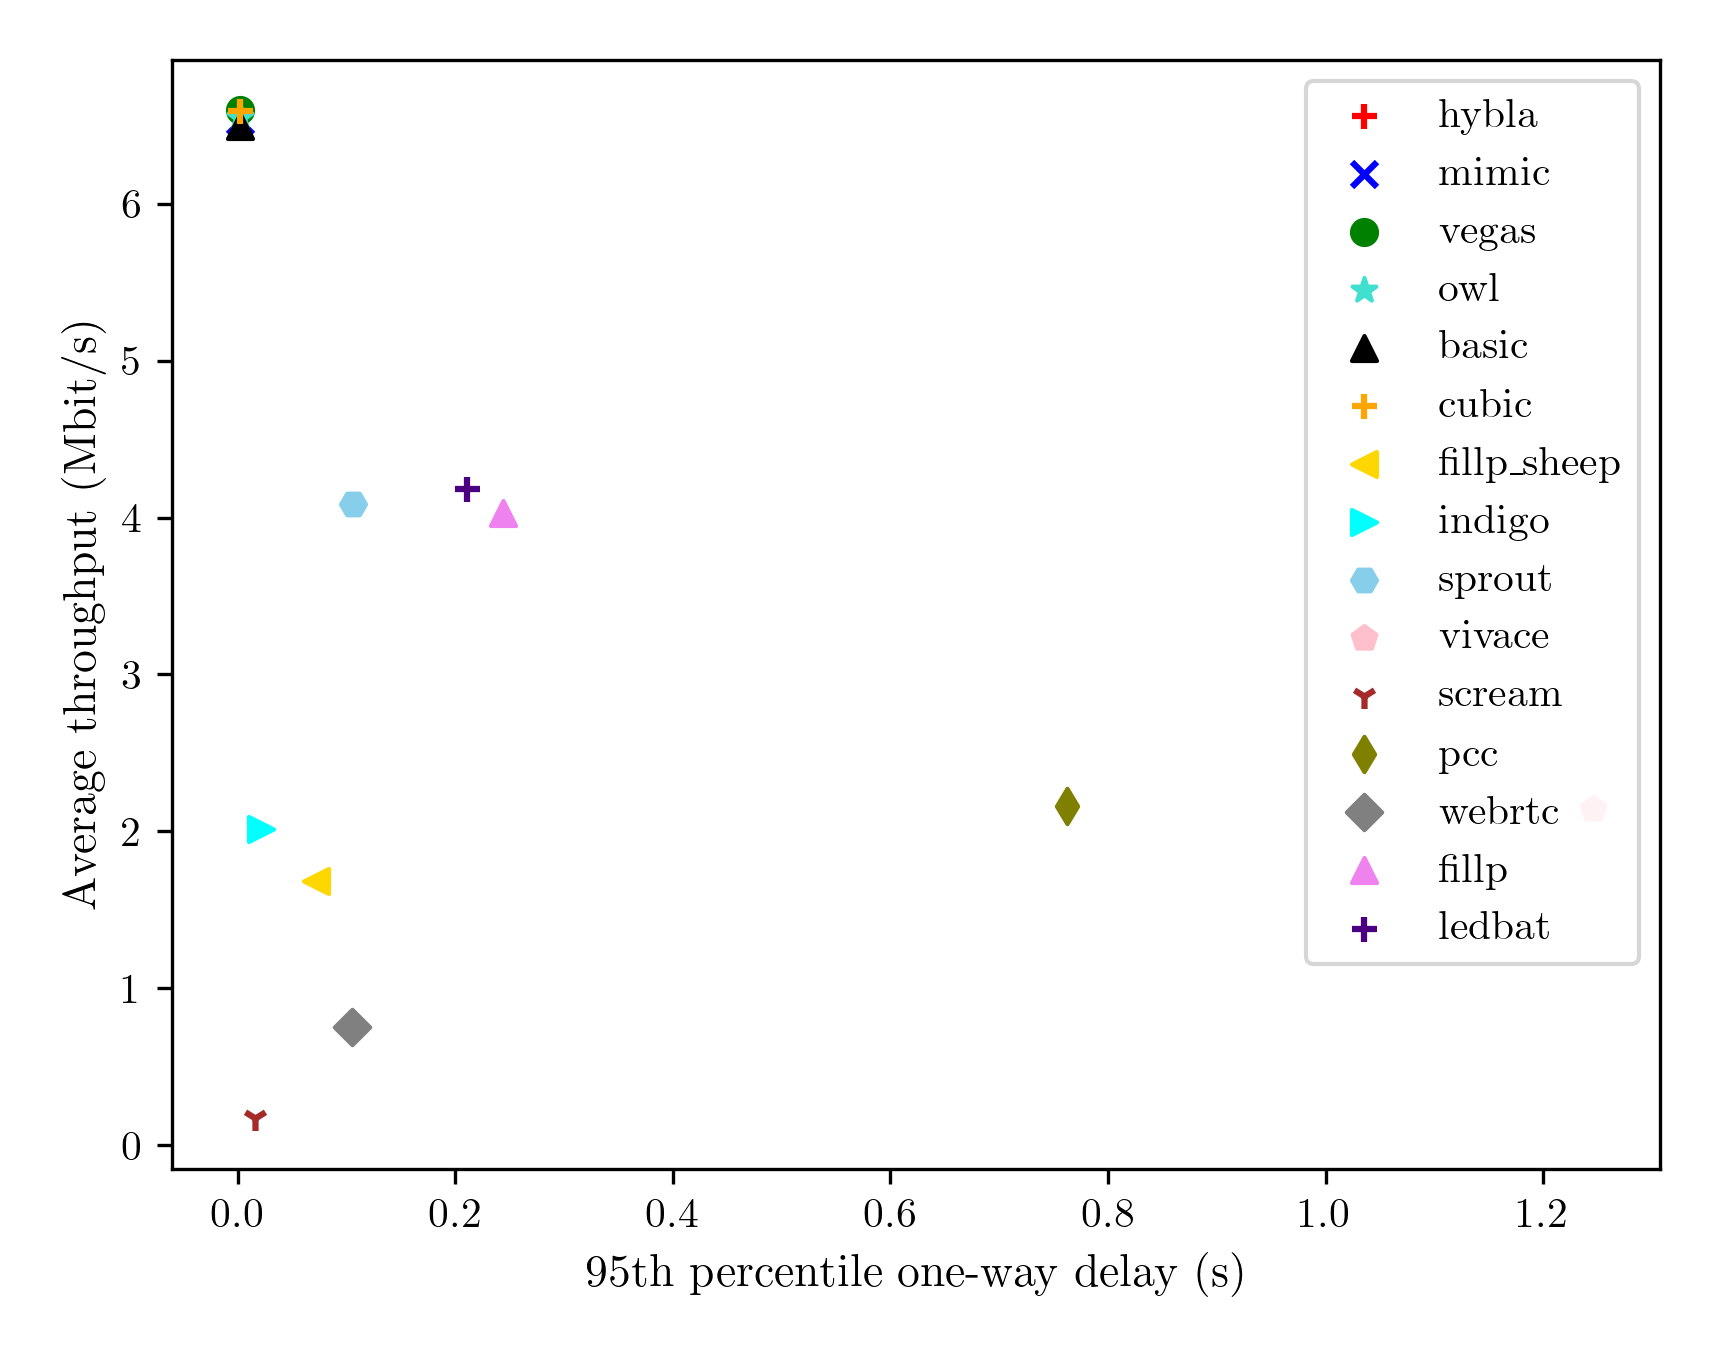 Average throughput (Mbit/s)
6
5
4
3
2
1
0
0.0 0.2 0.4 0.6 0.8 1.0 1.2
95th percentile one-way delay (s)
hybla
mimic
vegas
owl
basic
cubic
fillp_sheep
indigo
sprout
vivace
scream
pcc
webrtc
fillp
ledbat